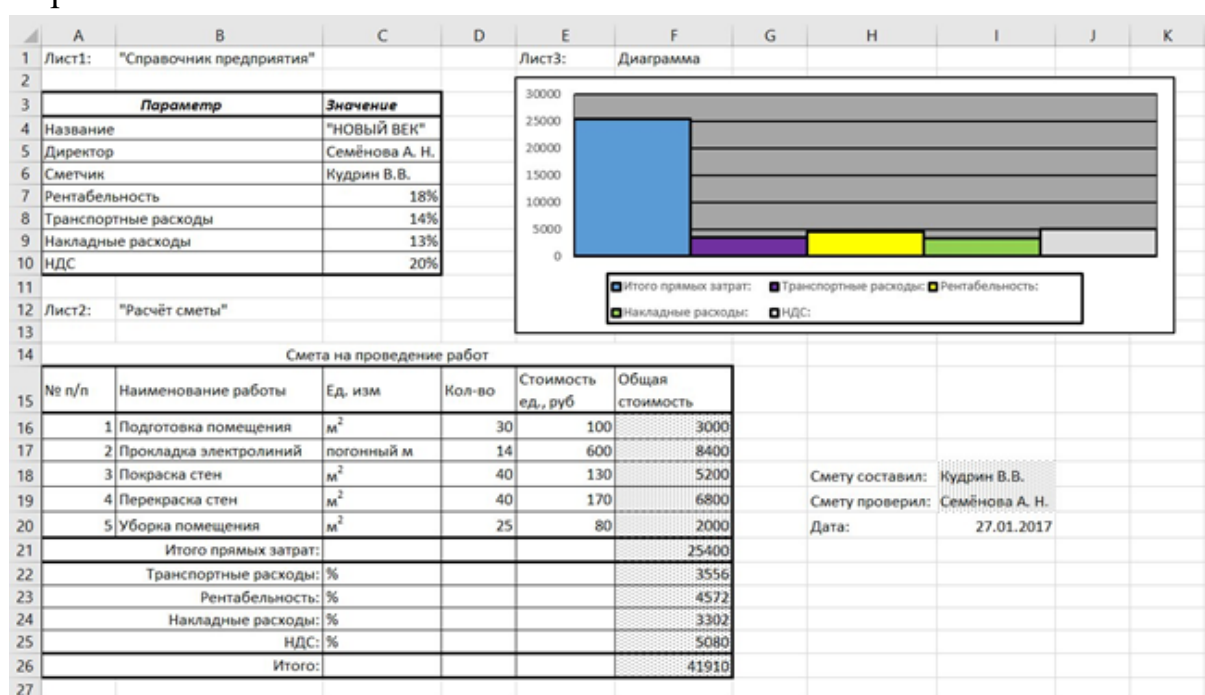 A B C D E F G H I J K
1 Лист1: "Справочник предприятия" Лист3: Диаграмма
2
3 Параметр Значение
4 Название "НОВЫЙ ВЕК"
5 Директор Семёнова А. Н.
6 Сметчик Кудрин В.В.
7 Рентабельность 18%
8 Транспортные расходы 14%
9 Накладные расходы 13%
10 НДС 20%
30000
25000
20000
15000
10000
5000
0
Итого прямых затрат: Транспортные расходы: Рентабельность:
Накладные расходы: НДС:
11
12 Лист2: "Расчёт сметы"
13
14 Смета на проведение работ
15 № п/п Наименование работы Ед. изм Кол-во Стоимость ед., руб Общая стоимость
16 1 Подготовка помещения м² 30 100 3000
17 2 Прокладка электролиний погонный м 14 600 8400
18 3 Покраска стен м² 40 130 5200 Смету составил: Кудрин В.В.
19 4 Перекраска стен м² 40 170 6800 Смету проверил: Семёнова А. Н.
20 5 Уборка помещения м² 25 80 2000 Дата: 27.01.2017
21 Итого прямых затрат: 25400
22 Транспортные расходы: % 3556
23 Рентабельность: % 4572
24 Накладные расходы: % 3302
25 НДС: % 5080
26 Итого: 41910
27